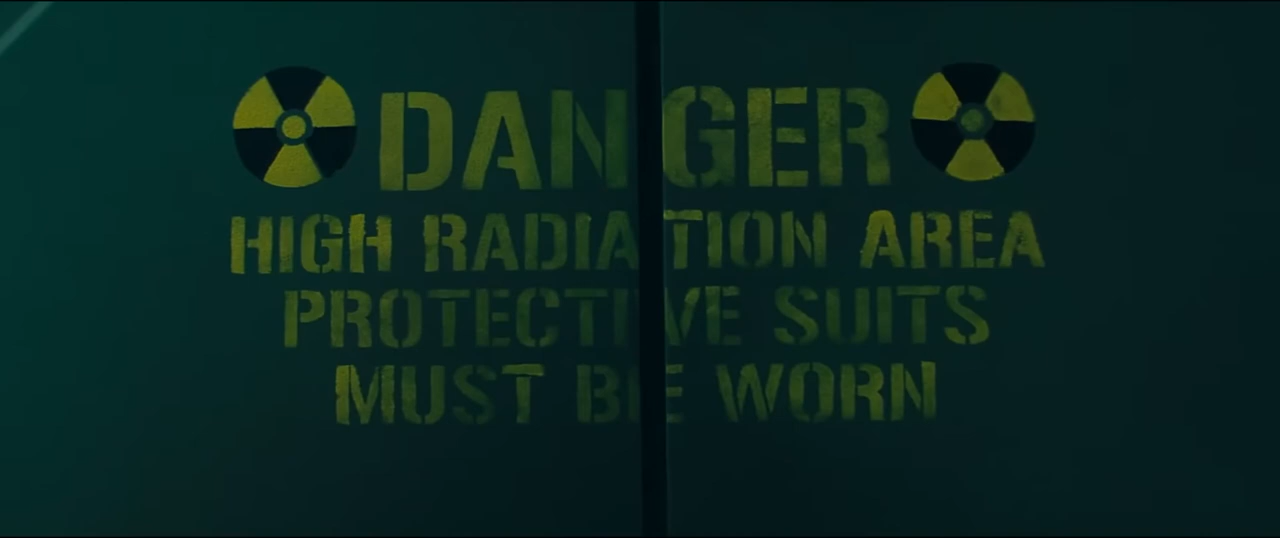 DANGER
HIGH RADIATION AREA
PROTECTIVE SUITS
MUST BE WORN